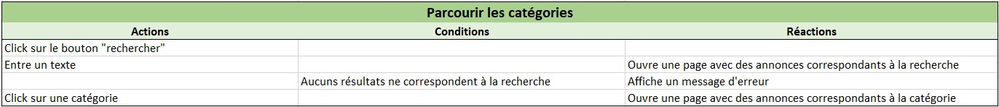 Parcourir les catégories
Actions Conditions Réactions
Click sur le bouton "rechercher"
Entre un texte Ouvre une page avec des annonces correspondants à la recherche
Aucuns résultats ne correspondent à la recherche Affiche un message d'erreur
Click sur une catégorie Ouvre une page avec des annonces correspondants à la catégorie